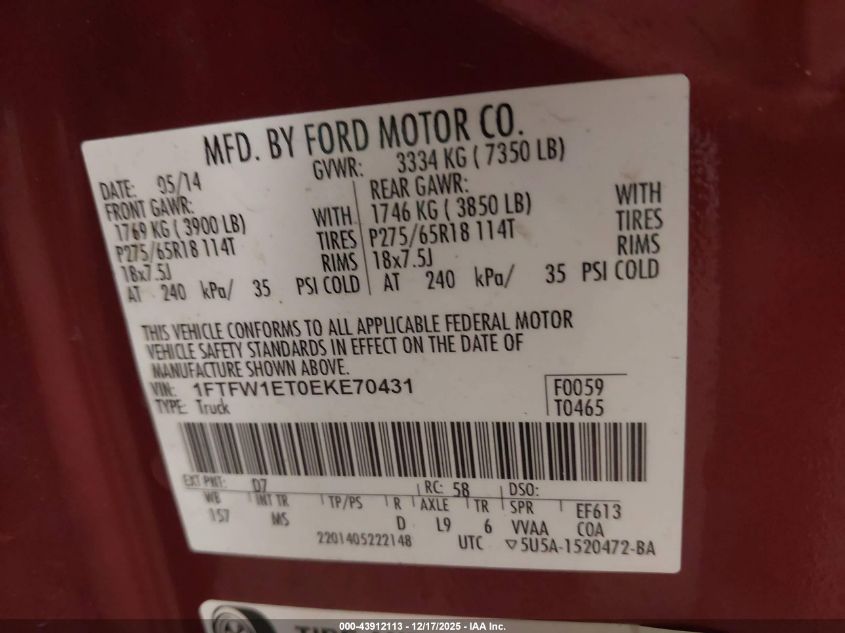 MFD. BY FORD MOTOR CO.
DATE: 05/14 GVWR: 3334 KG ( 7350 LB)
FRONT GAWR: REAR GAWR:
1769 KG ( 3900 LB) WITH 1746 KG ( 3850 LB) WITH
P275/65R18 114T TIRES P275/65R18 114T TIRES
18x7.5J RIMS 18x7.5J RIMS
AT 240 kPa/ 35 PSI COLD AT 240 kPa/ 35 PSI COLD
THIS VEHICLE CONFORMS TO ALL APPLICABLE FEDERAL MOTOR
VEHICLE SAFETY STANDARDS IN EFFECT ON THE DATE OF
MANUFACTURE SHOWN ABOVE.
VIN: 1FTFW1ET0EKE70431 F0059
TYPE: Truck T0465
EXT PNT: D7 RC: 58 DSO:
WB INT TR TP/PS R AXLE TR SPR EF613
157 MS D L9 6 VVAA COA
2201405222148 UTC ▽5U5A-1520472-BA
000-43912113 - 12/17/2025 - IAA Inc.